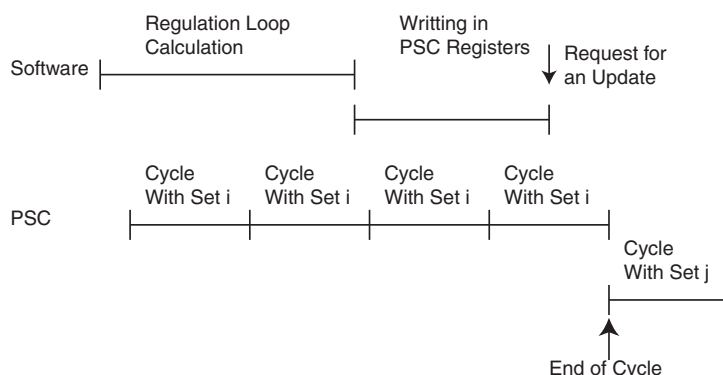 Regulation Loop
Calculation
Writting in
PSC Registers
Request for
an Update
Software
Cycle
With Set i
Cycle
With Set i
Cycle
With Set i
Cycle
With Set i
PSC
Cycle
With Set j
End of Cycle